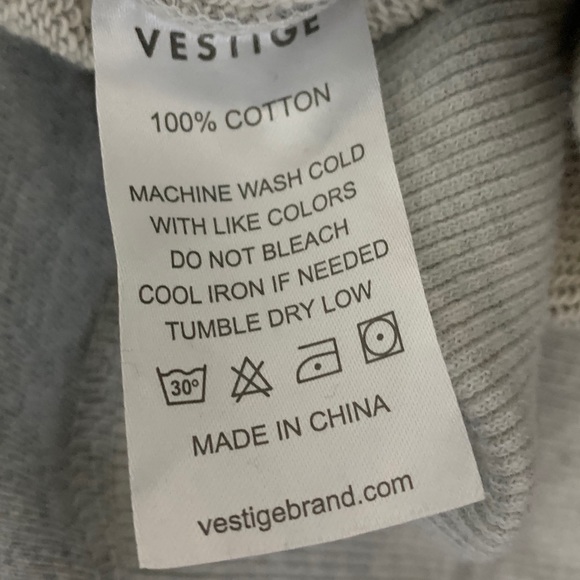 VESTIGE
100% COTTON
MACHINE WASH COLD
WITH LIKE COLORS
DO NOT BLEACH
COOL IRON IF NEEDED
TUMBLE DRY LOW
30°
MADE IN CHINA
vestigebrand.com